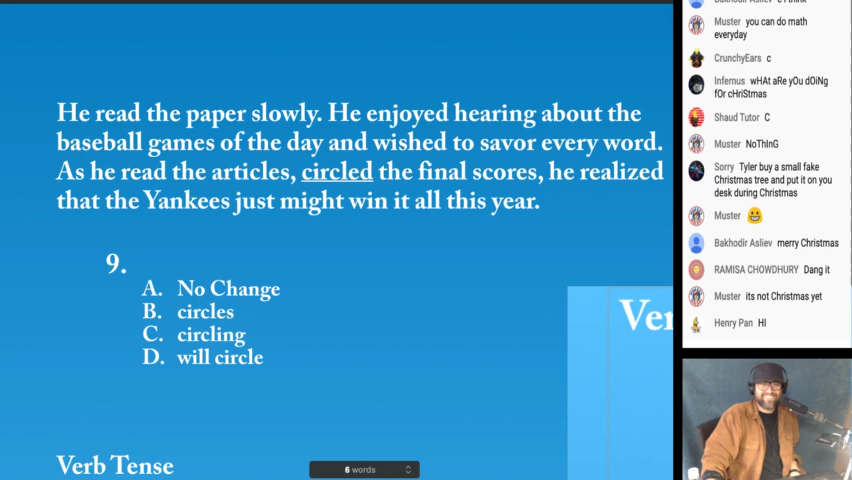 He read the paper slowly. He enjoyed hearing about the
baseball games of the day and wished to savor every word.
As he read the articles, circled the final scores, he realized
that the Yankees just might win it all this year.
9.
A. No Change
B. circles
C. circling
D. will circle
Verb Tense
6 words
Muster you can do math
everyday
CrunchyEars c
Infernus wHAt aRe yOU dOiNG
fOr cHriStmas
Shaud Tutor C
Muster NoThInG
Sorry Tyler buy a small fake
Christmas tree and put it on you
desk during Christmas
Muster 😀
Bakhodir Asliev merry Christmas
RAMISA CHOWDHURY Dang it
Muster its not Christmas yet
Henry Pan HI